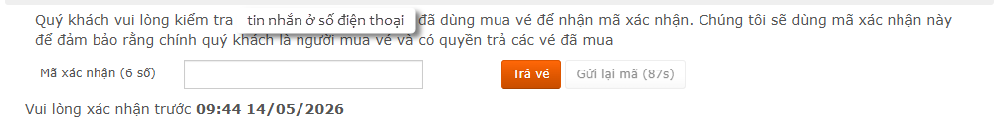 Quý khách vui lòng kiểm tra tin nhắn ở số điện thoại đã dùng mua vé để nhận mã xác nhận. Chúng tôi sẽ dùng mã xác nhận này
để đảm bảo rằng chính quý khách là người mua vé và có quyền trả các vé đã mua
Mã xác nhận (6 số) Trả vé Gửi lại mã (87s)
Vui lòng xác nhận trước 09:44 14/05/2026